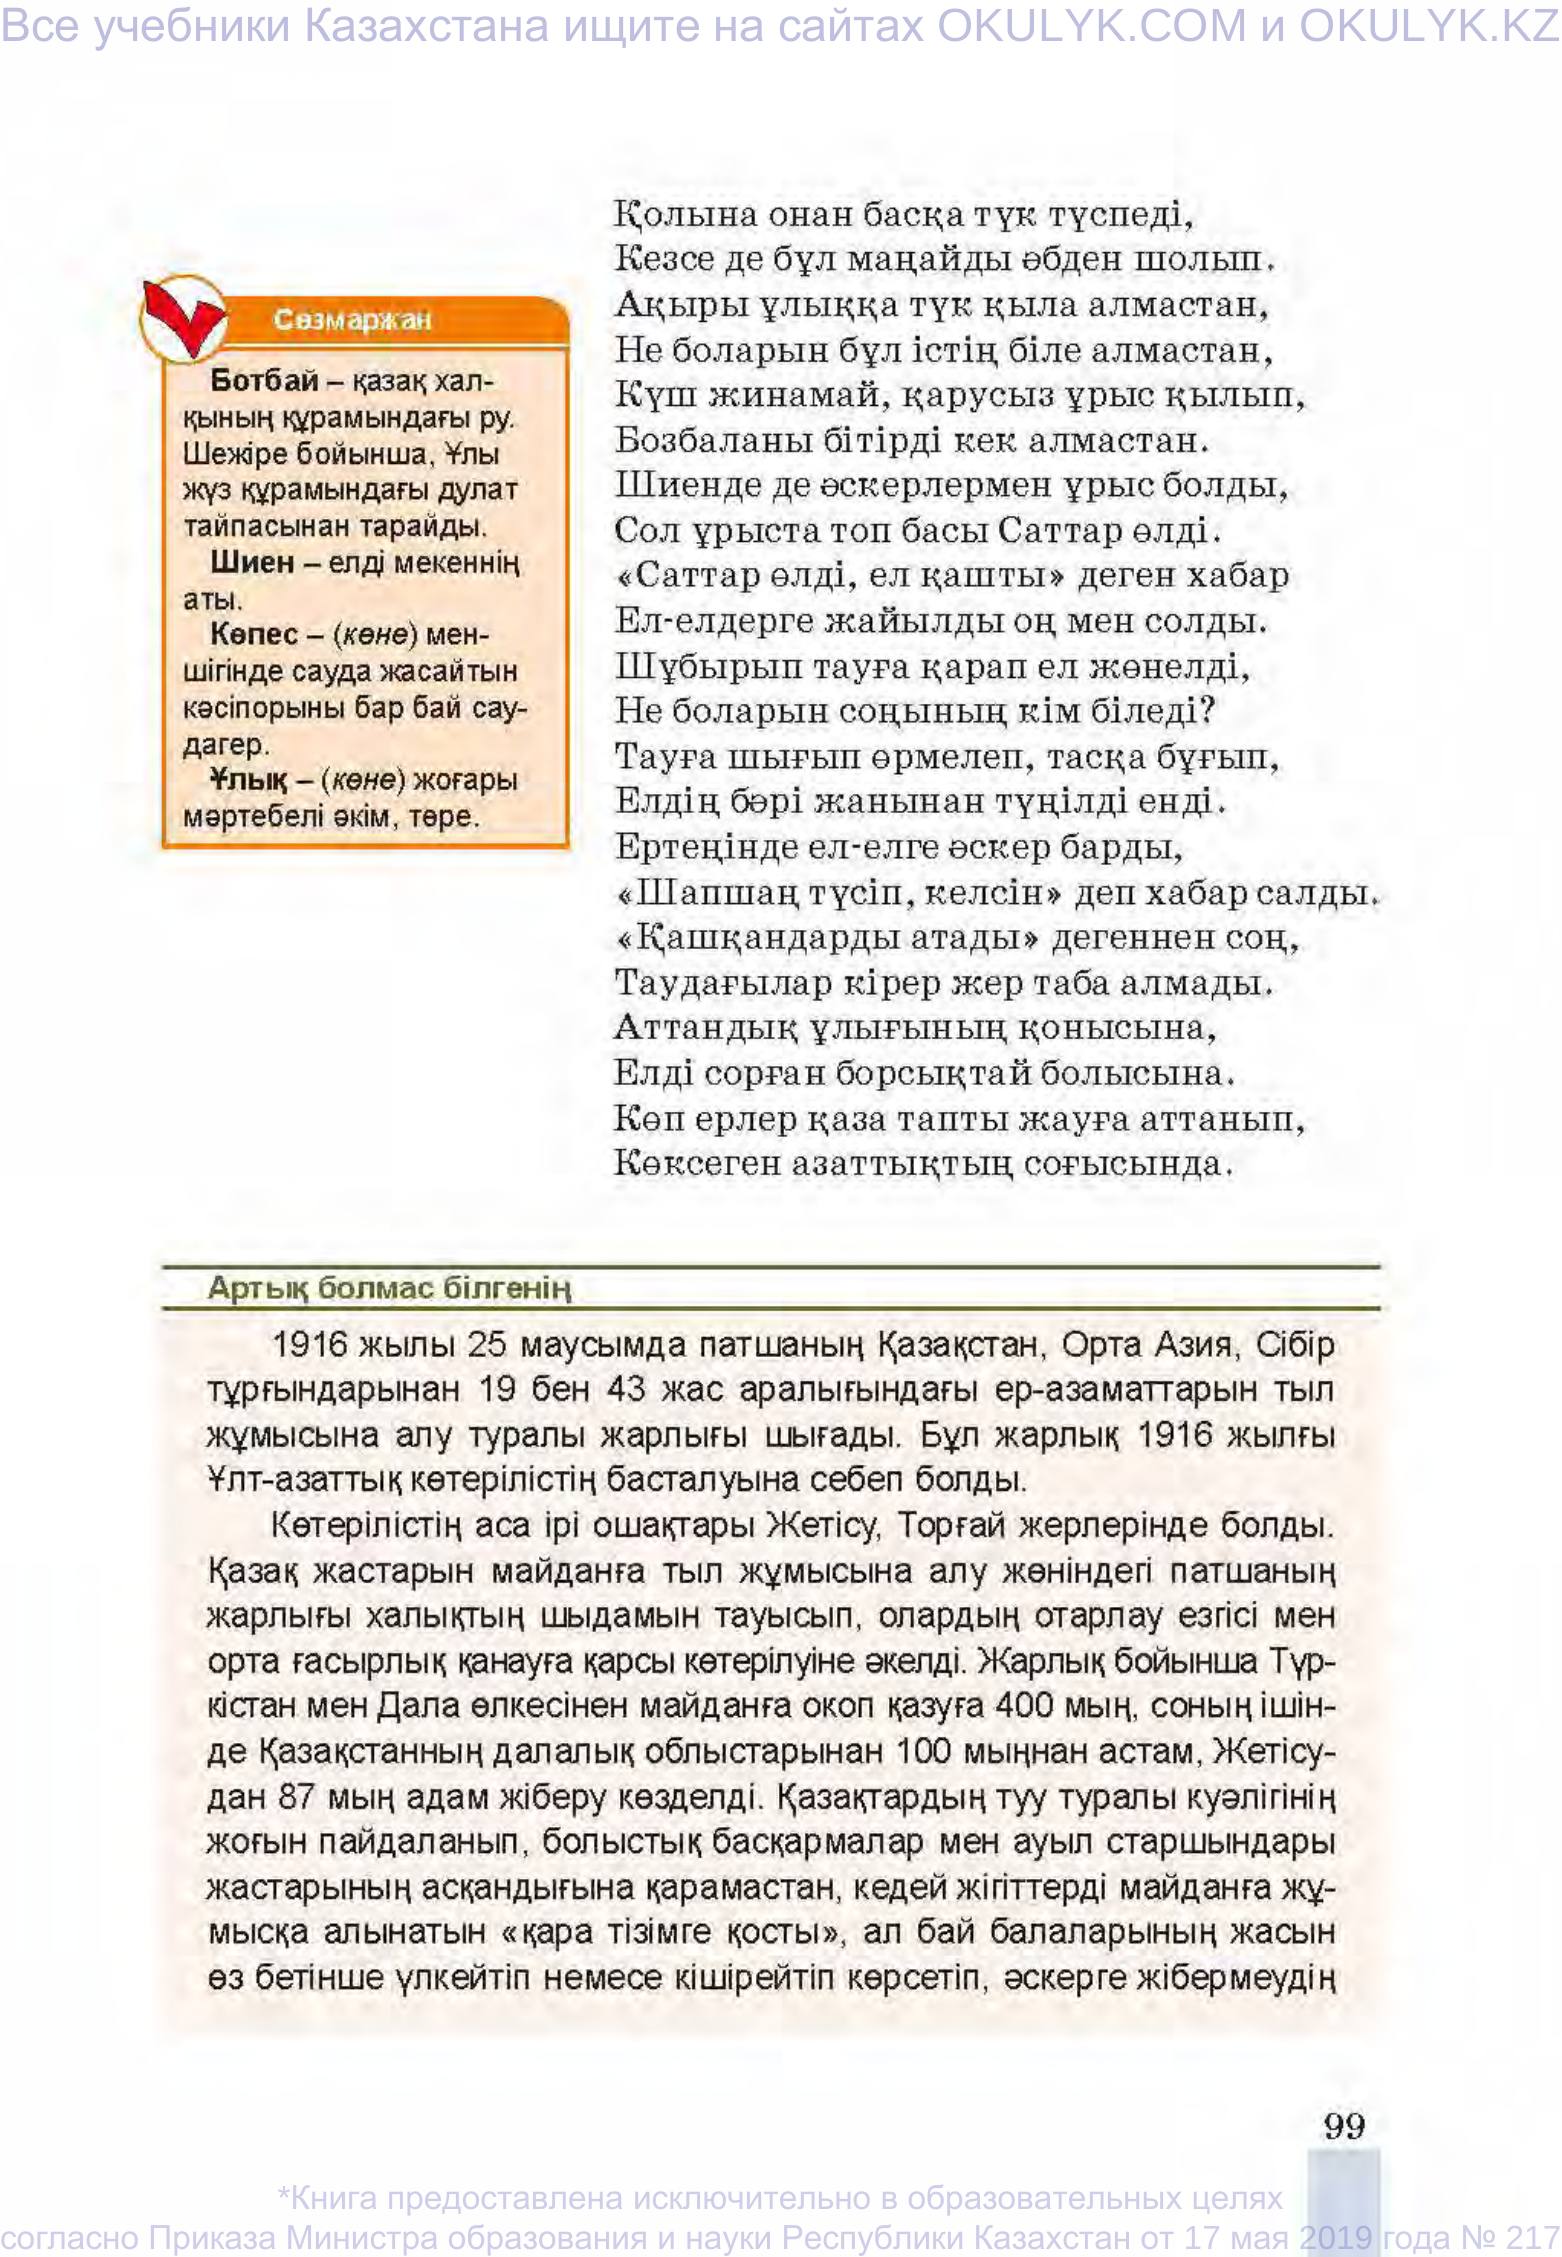 Все учебники Казахстана ищите на сайтах OKULYK.COM и OKULYK.KZ
Қолына онан басқа түк түспеді,
Кезсе де бұл маңайды әбден шолып.
Ақыры ұлыққа түк қыла алмастан,
Не боларын бұл істің біле алмастан,
Күш жинамай, қарусыз ұрыс қылып,
Бозбаланы бітірді кек алмастан.
Шиенде де әскерлермен ұрыс болды,
Сол ұрыста топ басы Саттар өлді.
«Саттар өлді, ел қашты» деген хабар
Ел-елдерге жайылды оң мен солды.
Шұбырып тауға қарап ел жөнелді,
Не боларын соңының кім біледі?
Тауға шығып өрмелеп, тасқа бұғып,
Елдің бәрі жанынан түңілді енді.
Ертеңінде ел-елге әскер барды,
«Шапшаң түсіп, келсін» деп хабар салды.
«Қашқандарды атады» дегеннен соң,
Таудағылар кірер жер таба алмады.
Аттандық ұлығының қонысына,
Елді сорған борсықтай болысына.
Көп ерлер қаза тапты жауға аттанып,
Көксеген азаттықтың соғысында.
Сөзмаржан
Ботбай – қазақ хал-
қының құрамындағы ру.
Шежіре бойынша, Ұлы
жүз құрамындағы дулат
тайпасынан тарайды.
Шиен – елді мекеннің
аты.
Көпес – (көне) мен-
шігінде сауда жасайтын
кәсіпорыны бар бай сау-
дагер.
Ұлық – (көне) жоғары
мәртебелі әкім, төре.
Артық болмас білгенің
1916 жылы 25 маусымда патшаның Қазақстан, Орта Азия, Сібір
тұрғындарынан 19 бен 43 жас аралығындағы ер-азаматтарын тыл
жұмысына алу туралы жарлығы шығады. Бұл жарлық 1916 жылғы
Ұлт-азаттық көтерілістің басталуына себеп болды.
Көтерілістің аса ірі ошақтары Жетісу, Торғай жерлерінде болды.
Қазақ жастарын майданға тыл жұмысына алу жөніндегі патшаның
жарлығы халықтың шыдамын тауысып, олардың отарлау езгісі мен
орта ғасырлық қанауға қарсы көтерілуіне әкелді. Жарлық бойынша Түр-
кістан мен Дала өлкесінен майданға окоп қазуға 400 мың, соның ішін-
де Қазақстанның далалық облыстарынан 100 мыңнан астам, Жетісу-
дан 87 мың адам жіберу көзделді. Қазақтардың туу туралы куәлігінің
жоғын пайдаланып, болыстық басқармалар мен ауыл старшындары
жастарының асқандығына қарамастан, кедей жігіттерді майданға жұ-
мысқа алынатын «қара тізімге қосты», ал бай балаларының жасын
өз бетінше үлкейтіп немесе кішірейтіп көрсетіп, әскерге жібермеудің
99
*Книга предоставлена исключительно в образовательных целях
согласно Приказа Министра образования и науки Республики Казахстан от 17 мая 2019 года № 217